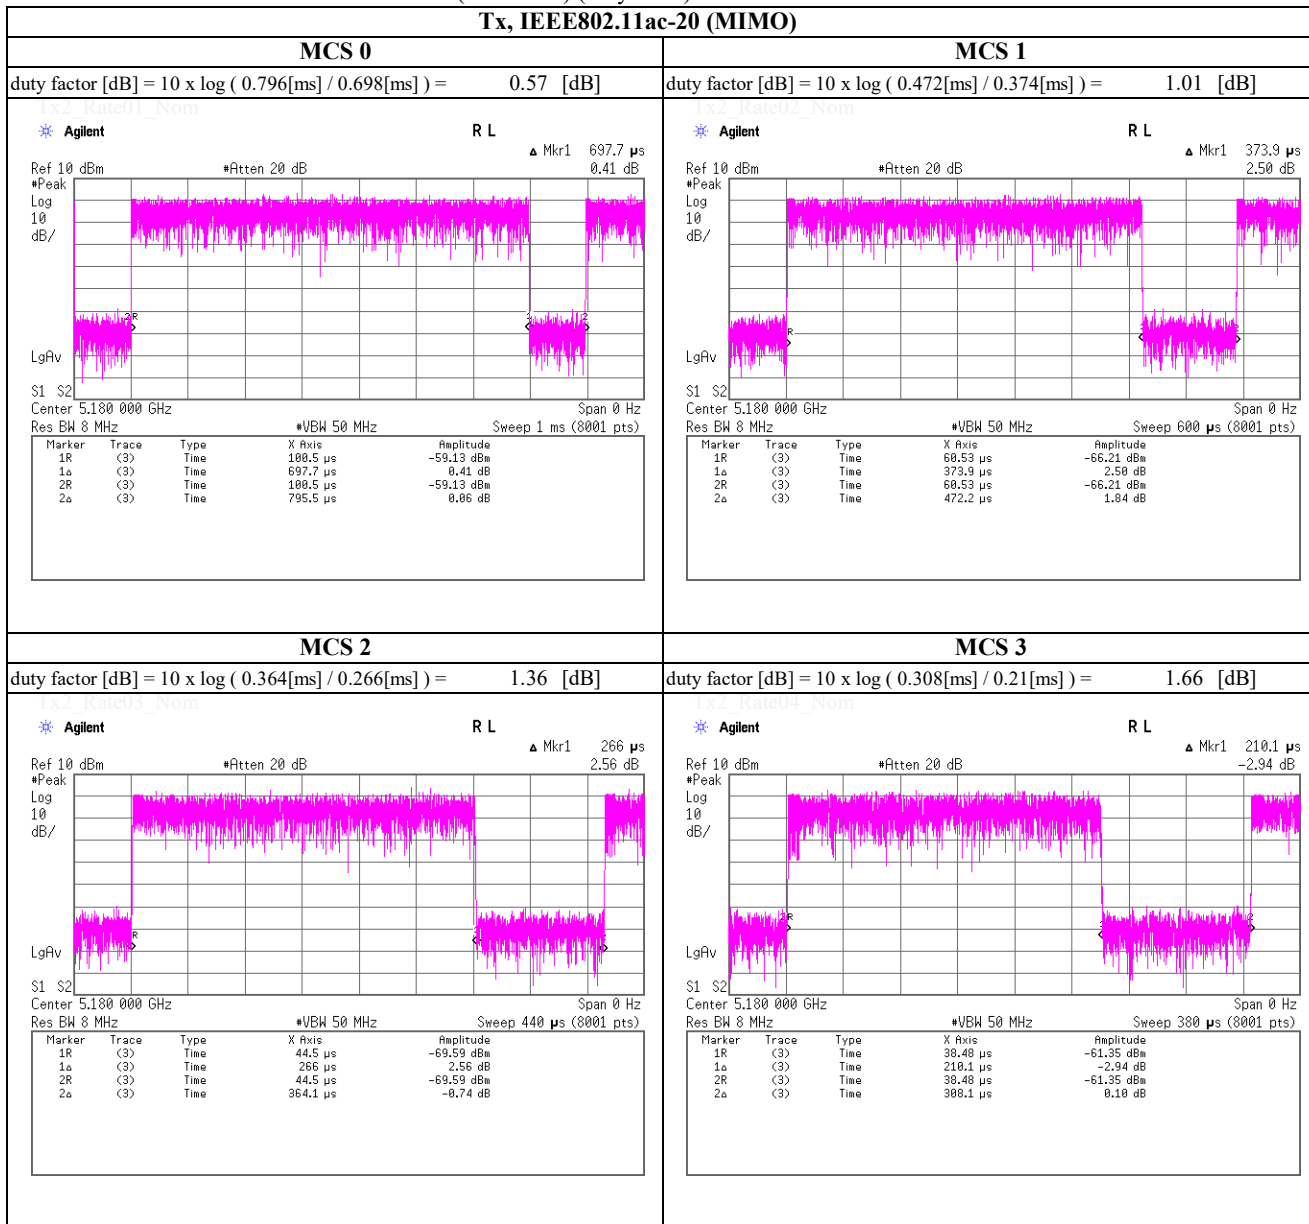 Tx, IEEE802.11ac-20 (MIMO)
MCS 0
MCS 1
duty factor [dB] = 10 x log ( 0.796[ms] / 0.698[ms] ) = 0.57 [dB]
duty factor [dB] = 10 x log ( 0.472[ms] / 0.374[ms] ) = 1.01 [dB]
Tx2_Rate01_Nom
Agilent R L
Δ Mkr1 697.7 µs
Ref 10 dBm #Atten 20 dB 0.41 dB
#Peak
Log
10
dB/
2R
1
2
LgAv
S1 S2
Center 5.180 000 GHz Span 0 Hz
Res BW 8 MHz #VBW 50 MHz Sweep 1 ms (8001 pts)
Marker Trace Type X Axis Amplitude
1R (3) Time 100.5 µs -59.13 dBm
1Δ (3) Time 697.7 µs 0.41 dB
2R (3) Time 100.5 µs -59.13 dBm
2Δ (3) Time 795.5 µs 0.06 dB
Tx2_Rate02_Nom
Agilent R L
Δ Mkr1 373.9 µs
Ref 10 dBm #Atten 20 dB 2.50 dB
#Peak
Log
10
dB/
R
LgAv
S1 S2
Center 5.180 000 GHz Span 0 Hz
Res BW 8 MHz #VBW 50 MHz Sweep 600 µs (8001 pts)
Marker Trace Type X Axis Amplitude
1R (3) Time 60.53 µs -66.21 dBm
1Δ (3) Time 373.9 µs 2.50 dB
2R (3) Time 60.53 µs -66.21 dBm
2Δ (3) Time 472.2 µs 1.84 dB
MCS 2
MCS 3
duty factor [dB] = 10 x log ( 0.364[ms] / 0.266[ms] ) = 1.36 [dB]
duty factor [dB] = 10 x log ( 0.308[ms] / 0.21[ms] ) = 1.66 [dB]
Tx2_Rate03_Nom
Agilent R L
Δ Mkr1 266 µs
Ref 10 dBm #Atten 20 dB 2.56 dB
#Peak
Log
10
dB/
R
LgAv
S1 S2
Center 5.180 000 GHz Span 0 Hz
Res BW 8 MHz #VBW 50 MHz Sweep 440 µs (8001 pts)
Marker Trace Type X Axis Amplitude
1R (3) Time 44.5 µs -69.59 dBm
1Δ (3) Time 266 µs 2.56 dB
2R (3) Time 44.5 µs -69.59 dBm
2Δ (3) Time 364.1 µs -0.74 dB
Tx2_Rate04_Nom
Agilent R L
Δ Mkr1 210.1 µs
Ref 10 dBm #Atten 20 dB -2.94 dB
#Peak
Log
10
dB/
2R
2
LgAv
S1 S2
Center 5.180 000 GHz Span 0 Hz
Res BW 8 MHz #VBW 50 MHz Sweep 380 µs (8001 pts)
Marker Trace Type X Axis Amplitude
1R (3) Time 38.48 µs -61.35 dBm
1Δ (3) Time 210.1 µs -2.94 dB
2R (3) Time 38.48 µs -61.35 dBm
2Δ (3) Time 308.1 µs 0.10 dB